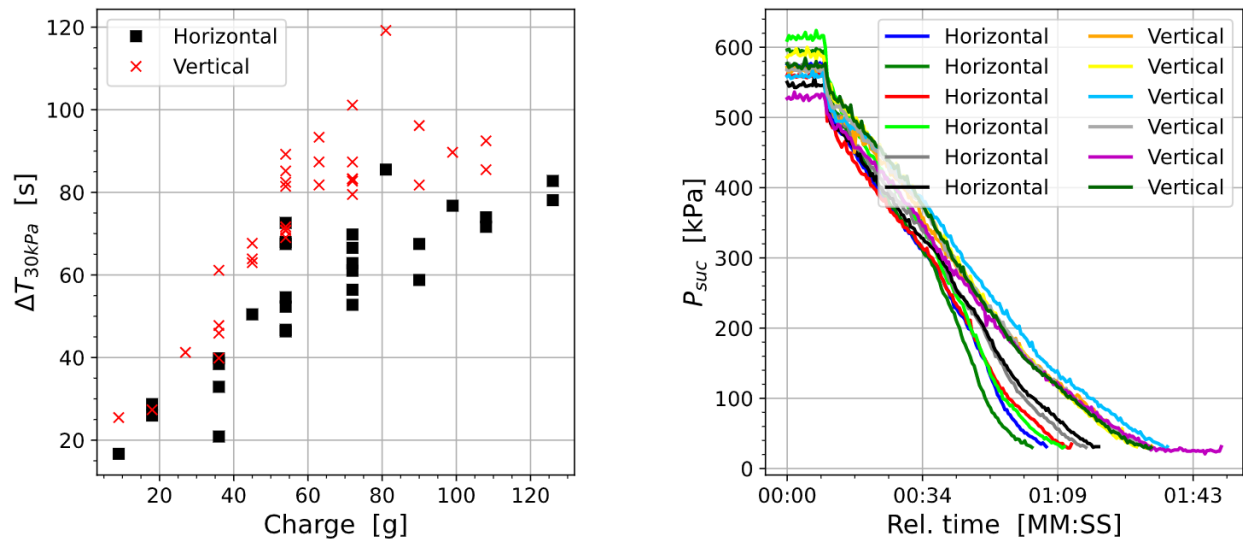 120
100
80
60
40
20
ΔT30kPa [s]
Horizontal
Vertical
20
40
60
80
100
120
Charge [g]
600
500
400
300
200
100
0
Psuc [kPa]
Horizontal
Horizontal
Horizontal
Horizontal
Horizontal
Horizontal
Vertical
Vertical
Vertical
Vertical
Vertical
Vertical
00:00
00:34
01:09
01:43
Rel. time [MM:SS]